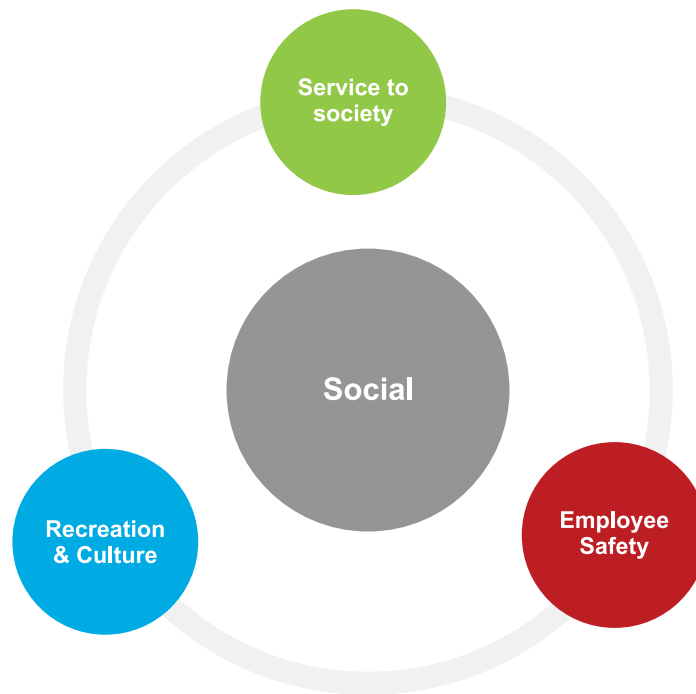 Service to
society
Social
Recreation
& Culture
Employee
Safety